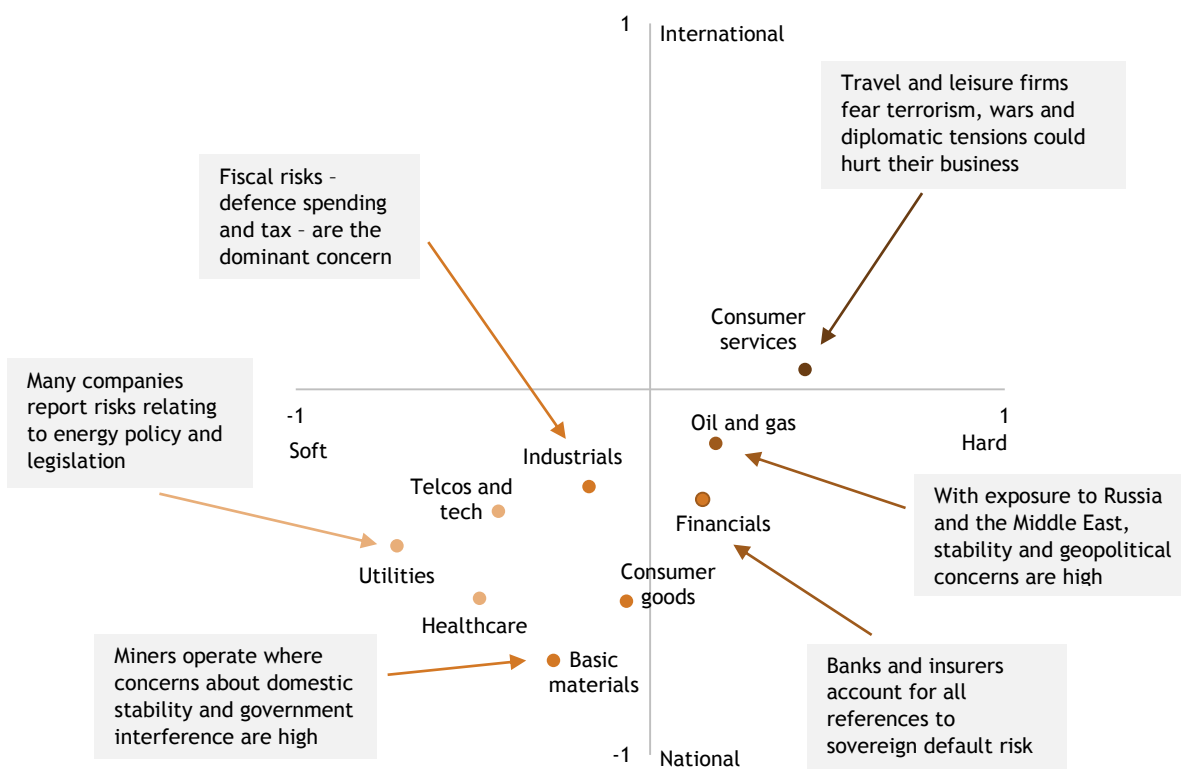 1
International
Travel and leisure firms
fear terrorism, wars and
diplomatic tensions could
hurt their business
Fiscal risks –
defence spending
and tax – are the
dominant concern
Consumer
services
Many companies
report risks relating
to energy policy and
legislation
-1
Soft
1
Hard
Oil and gas
Industrials
Telcos and
tech
Financials
With exposure to Russia
and the Middle East,
stability and geopolitical
concerns are high
Utilities
Consumer
goods
Healthcare
Miners operate where
concerns about domestic
stability and government
interference are high
Basic
materials
Banks and insurers
account for all
references to
sovereign default risk
-1
National